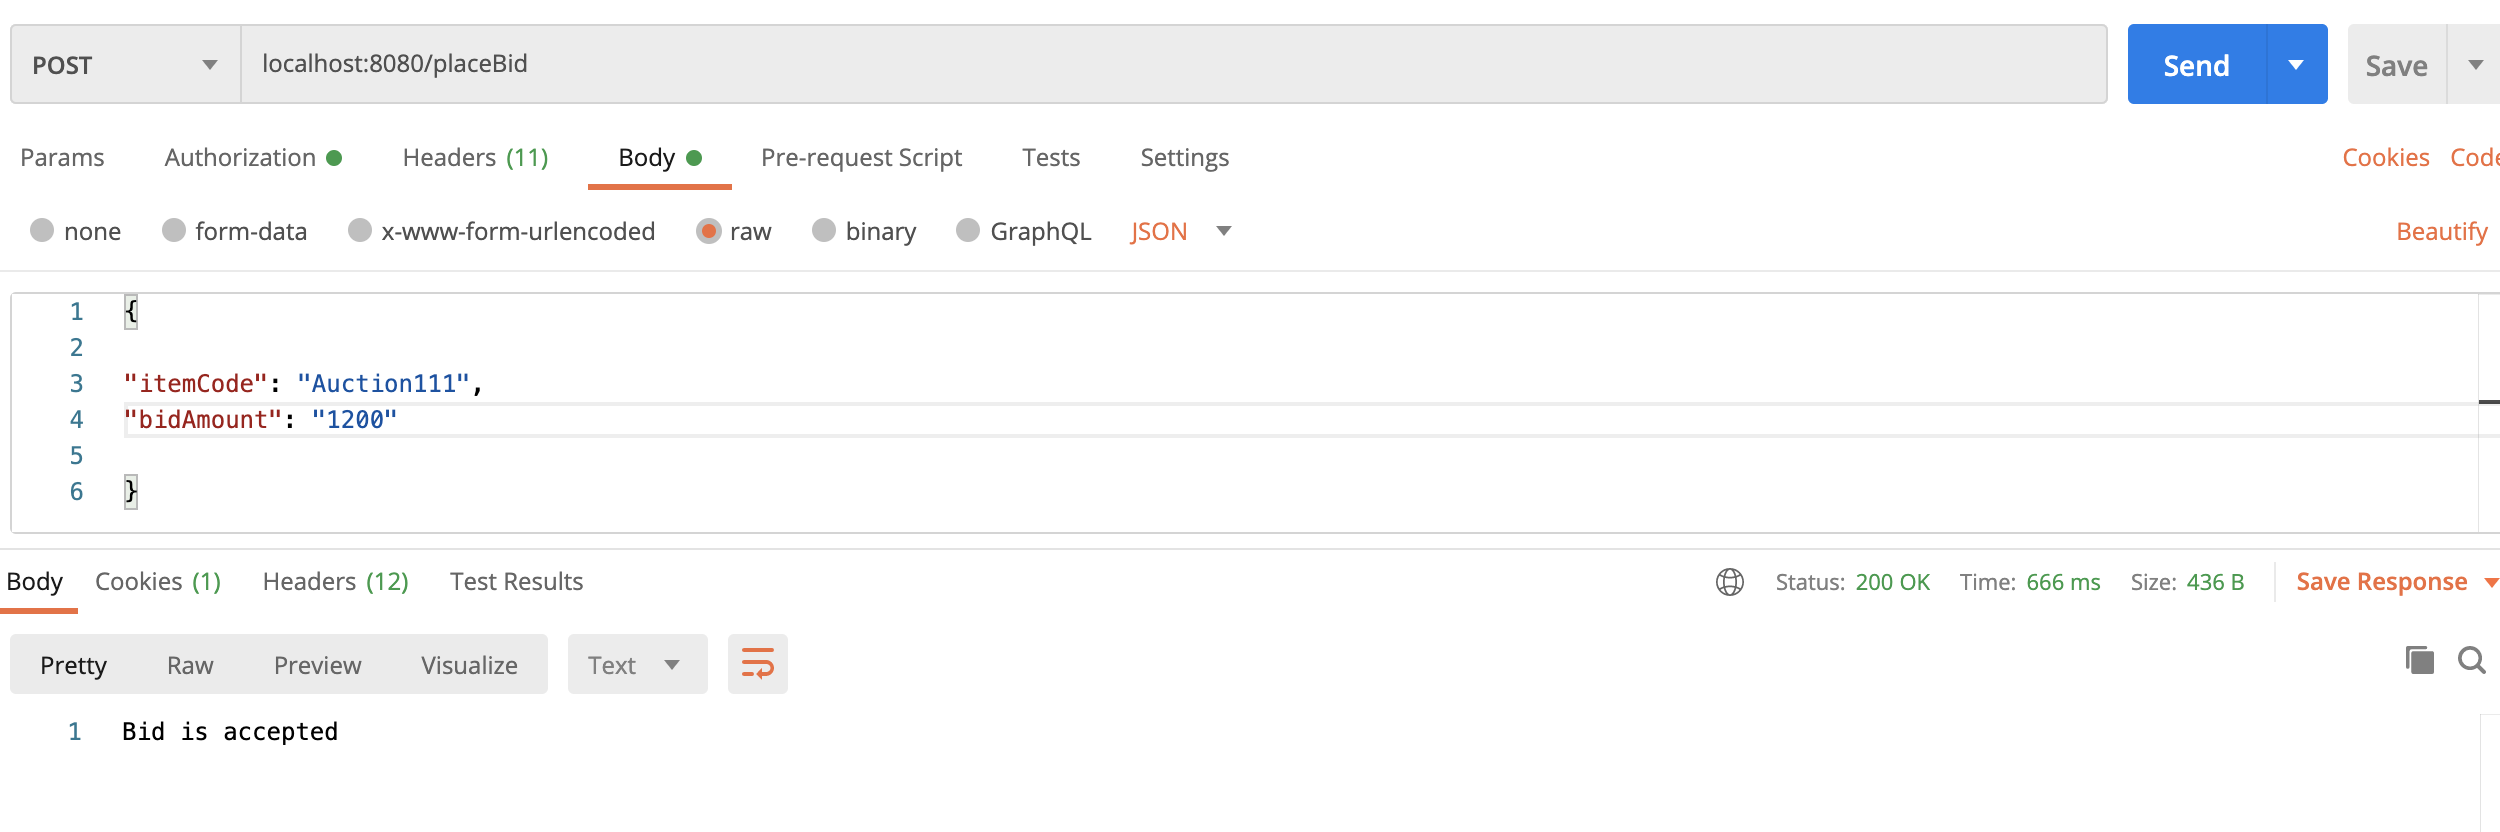 POST localhost:8080/placeBid Send Save
Params Authorization Headers (11) Body Pre-request Script Tests Settings Cookies Code
none form-data x-www-form-urlencoded raw binary GraphQL JSON Beautify
1 {
2
3 "itemCode": "Auction111",
4 "bidAmount": "1200"
5
6 }
Body Cookies (1) Headers (12) Test Results Status: 200 OK Time: 666 ms Size: 436 B Save Response
Pretty Raw Preview Visualize Text
1 Bid is accepted